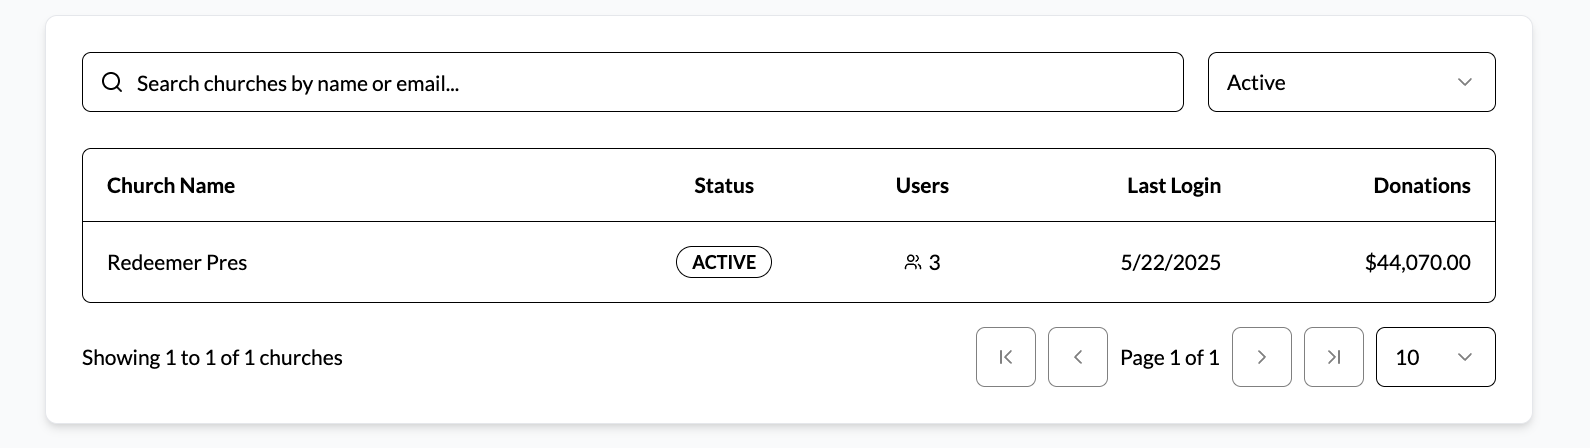 Search churches by name or email...
Active
Church Name Status Users Last Login Donations
Redeemer Pres ACTIVE 3 5/22/2025 $44,070.00
Showing 1 to 1 of 1 churches Page 1 of 1 10